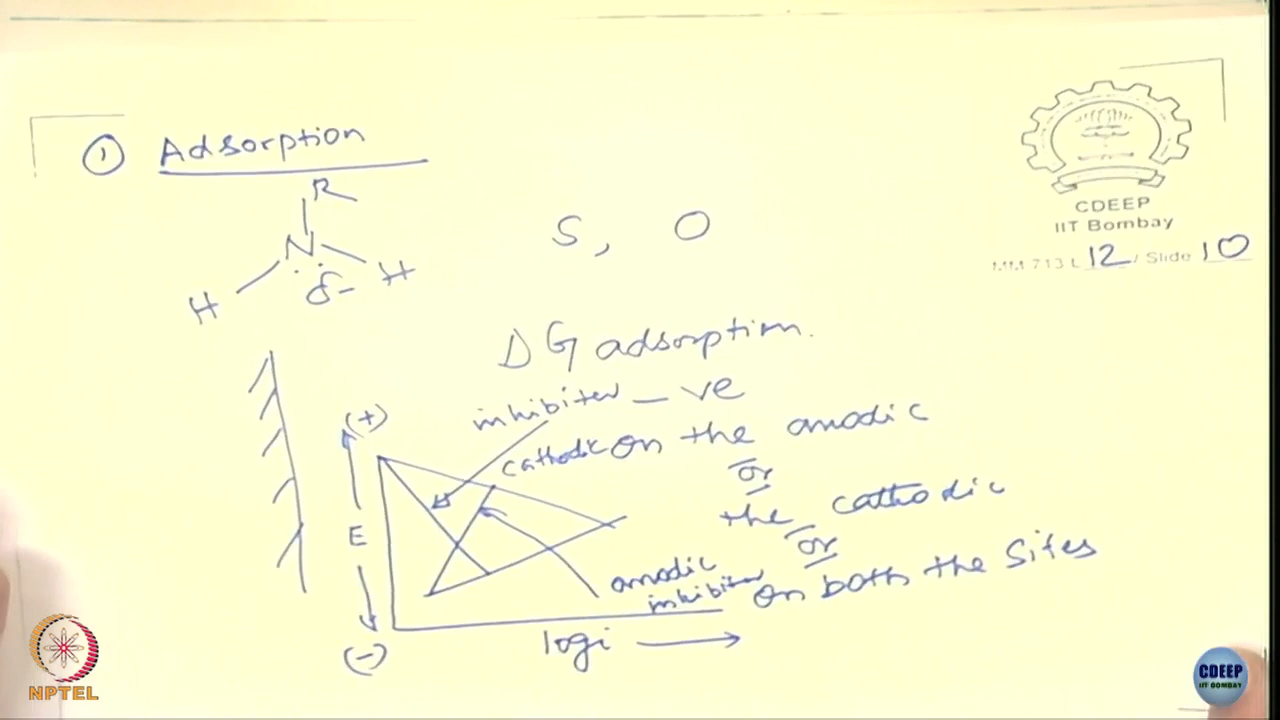 ① Adsorption
R
N
H
δ-
H
S, O
CDEEP
IIT Bombay
MM 713 L 12 / Slide 10
ΔG adsorption.
inhibitor -ve
cathodic on the anodic
or
the cathodic
or
on both the sites
(+)
E
(-)
anodic
inhibitor
log i
NPTEL
CDEEP
IIT BOMBAY